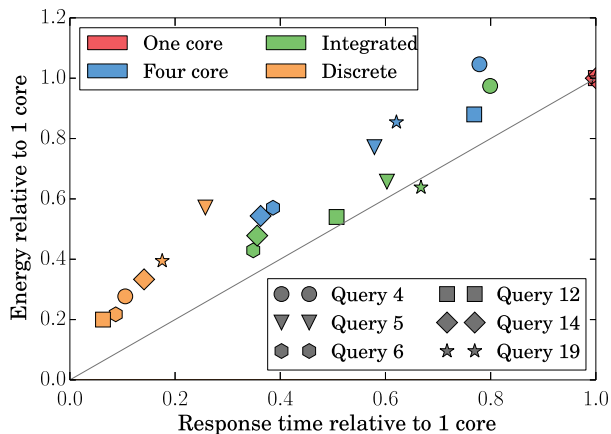 Energy relative to 1 core
1.2
1.0
0.8
0.6
0.4
0.2
0.0
One core
Four core
Integrated
Discrete
Query 4
Query 5
Query 6
Query 12
Query 14
Query 19
0.0 0.2 0.4 0.6 0.8 1.0
Response time relative to 1 core